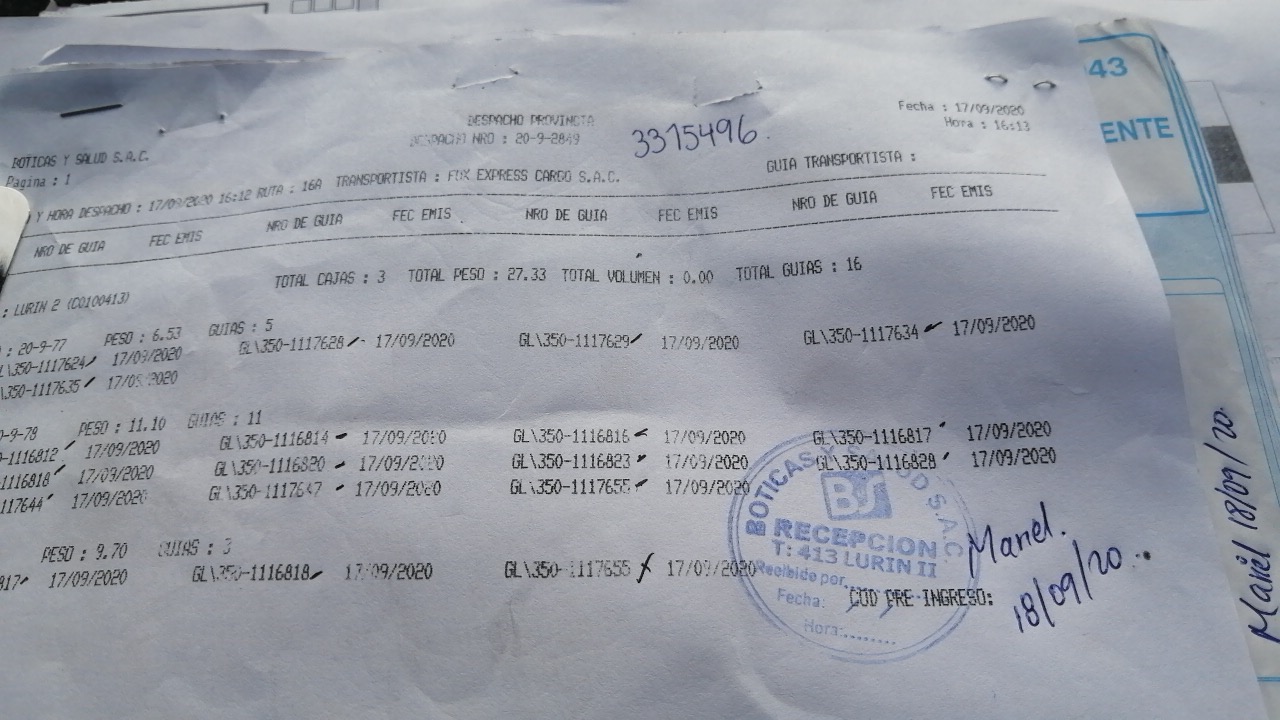 43
ENTE
DESPACHO PROVINCIA
DESPACHO NRO : 20-9-2849
3315496.
Fecha : 17/09/2020
Hora : 16:13
BOTICAS Y SALUD S.A.C.
Pagina : 1
GUIA TRANSPORTISTA :
Y HORA DESPACHO : 17/09/2020 16:12 RUTA : 16A TRANSPORTISTA : FOX EXPRESS CARGO S.A.C.
NRO DE GUIA FEC EMIS NRO DE GUIA FEC EMIS NRO DE GUIA FEC EMIS NRO DE GUIA FEC EMIS
TOTAL CAJAS : 3 TOTAL PESO : 27.33 TOTAL VOLUMEN : 0.00 TOTAL GUIAS : 16
: LURIN 2 (CO100413)
: 20-9-77 PESO : 6.53 GUIAS : 5
L\350-1117624 17/09/2020 GL\350-1117628 17/09/2020 GL\350-1117629 17/09/2020 GL\350-1117634 17/09/2020
\350-1117635 17/09/2020
0-9-78 PESO : 11.10 GUIAS : 11
0-1116812 17/09/2020 GL\350-1116814 17/09/2020 GL\350-1116816 17/09/2020 GL\350-1116817 17/09/2020
1116818 17/09/2020 GL\350-1116820 17/09/2020 GL\350-1116823 17/09/2020 GL\350-1116828 17/09/2020
117644 17/09/2020 GL\350-1117647 17/09/2020 GL\350-1117655 17/09/2020
PESO : 9.70 GUIAS : 3
817 17/09/2020 GL\350-1116818 17/09/2020 GL\350-1117655 17/09/2020
COD PRE INGRESO:
BOTICAS S.A.C.
BS
RECEPCION
T: 413 LURIN II
Recibido por
Fecha:
Hora:
Mariel.
18/09/20
Mariel 18/09/20